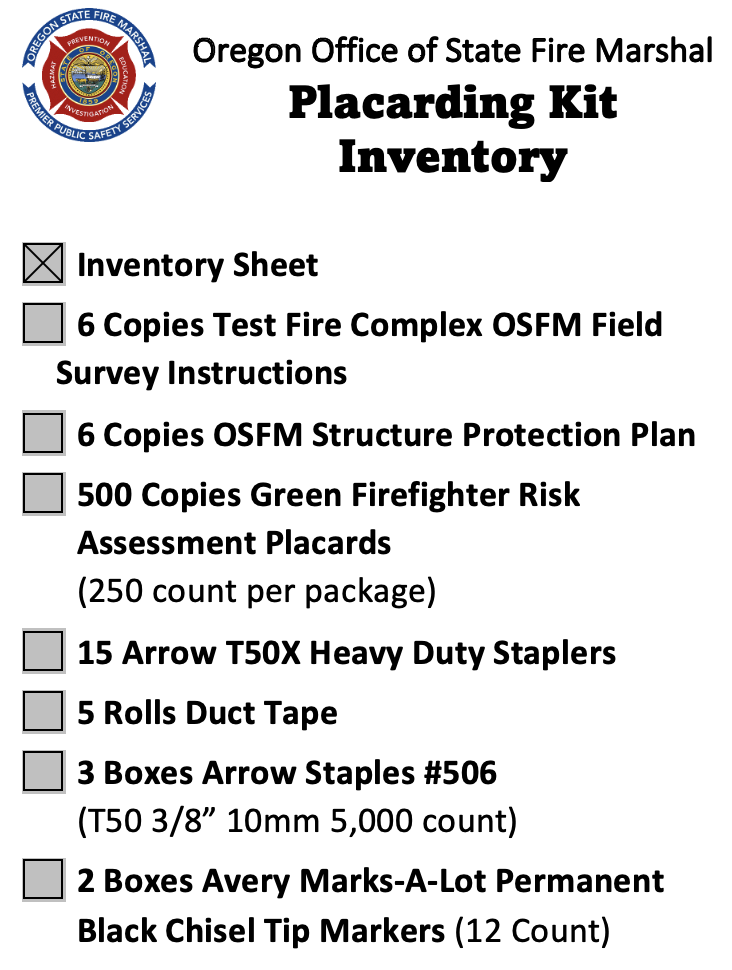 OREGON STATE FIRE MARSHAL
PREVENTION
HAZMAT
EDUCATION
STATE OF OREGON
1859
INVESTIGATION
PREMIER PUBLIC SAFETY SERVICES
Oregon Office of State Fire Marshal
Placarding Kit
Inventory
Inventory Sheet
6 Copies Test Fire Complex OSFM Field
Survey Instructions
6 Copies OSFM Structure Protection Plan
500 Copies Green Firefighter Risk
Assessment Placards
(250 count per package)
15 Arrow T50X Heavy Duty Staplers
5 Rolls Duct Tape
3 Boxes Arrow Staples #506
(T50 3/8” 10mm 5,000 count)
2 Boxes Avery Marks-A-Lot Permanent
Black Chisel Tip Markers (12 Count)